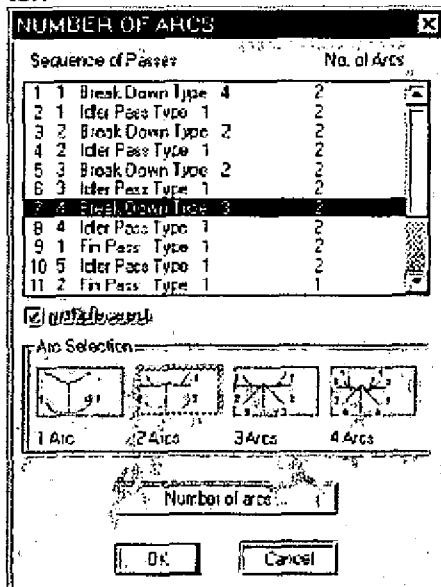 NUMBER OF ARCS
Sequence of Passes No. of Arcs
1 1 Break Down Type 4 2
2 1 Idler Pass Type 1 2
3 2 Break Down Type 2 2
4 2 Idler Pass Type 1 2
5 3 Break Down Type 2 2
6 3 Idler Pass Type 1 2
7 4 Break Down Type 3 2
8 4 Idler Pass Type 1 2
9 1 Fin Pass Type 1 2
10 5 Idler Pass Type 1 2
11 2 Fin Pass Type 1 1
Arc Selection
1 Arc 2 Arcs 3 Arcs 4 Arcs
Number of arcs ...
OK Cancel